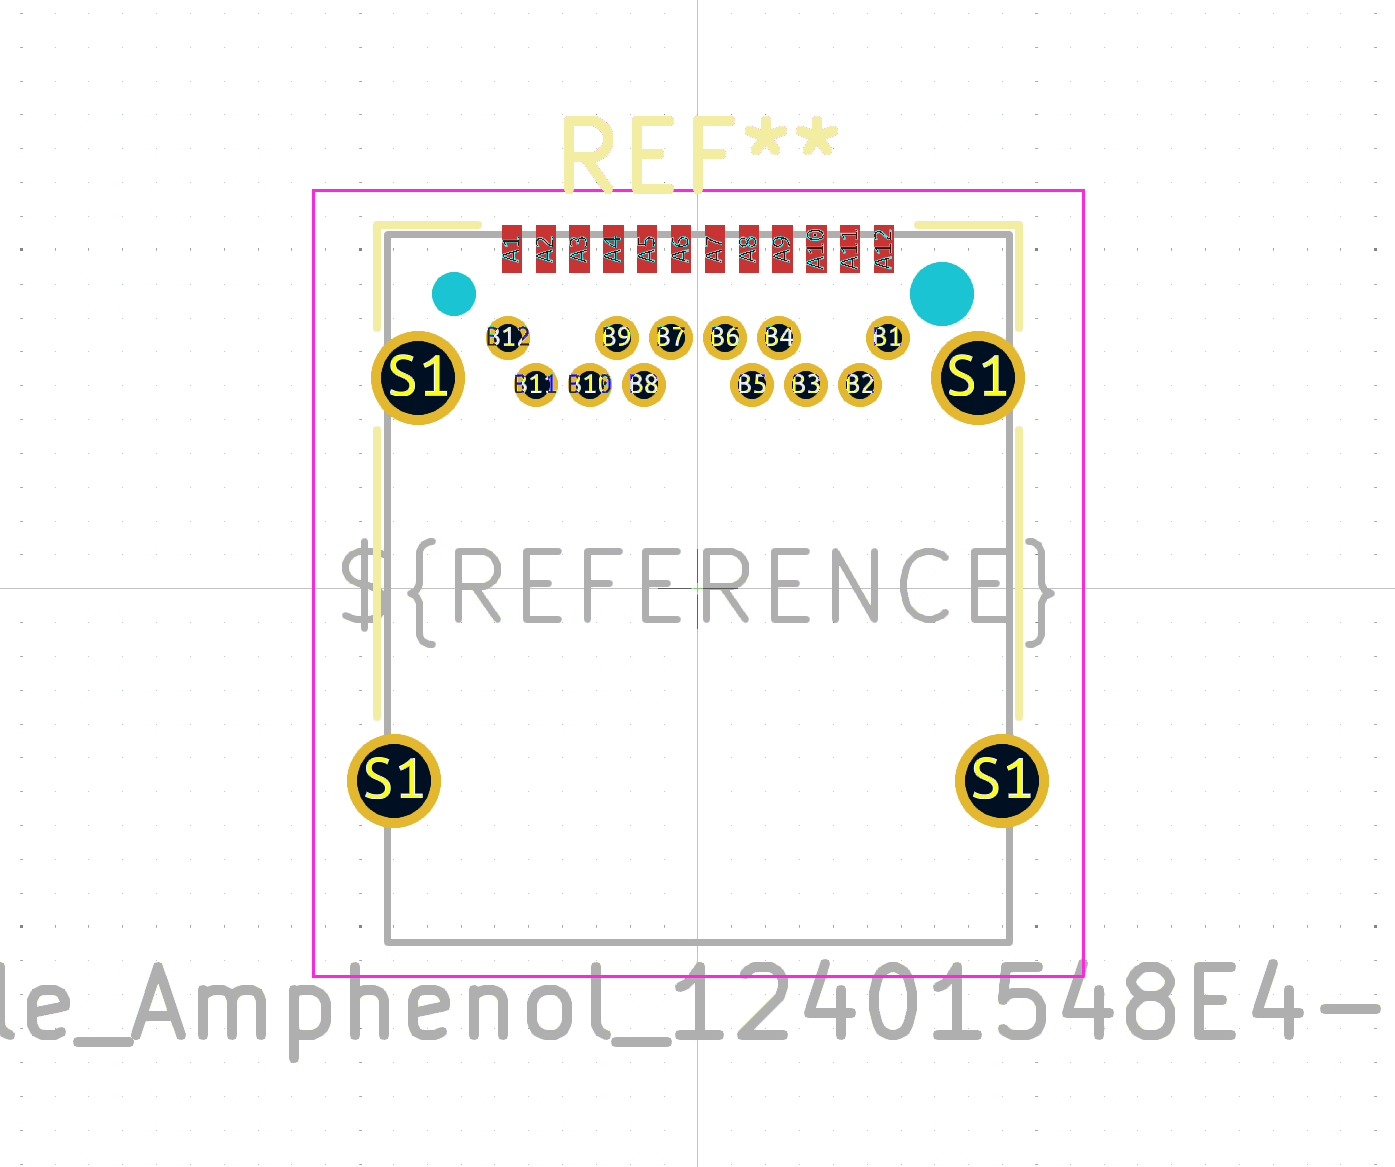 REF**
A1 A2 A3 A4 A5 A6 A7 A8 A9 A10 A11 A12
B12 B9 B7 B6 B4 B1
S1 S1
B11 B10 B8 B5 B3 B2
${REFERENCE}
S1 S1
le_Amphenol_12401548E4-